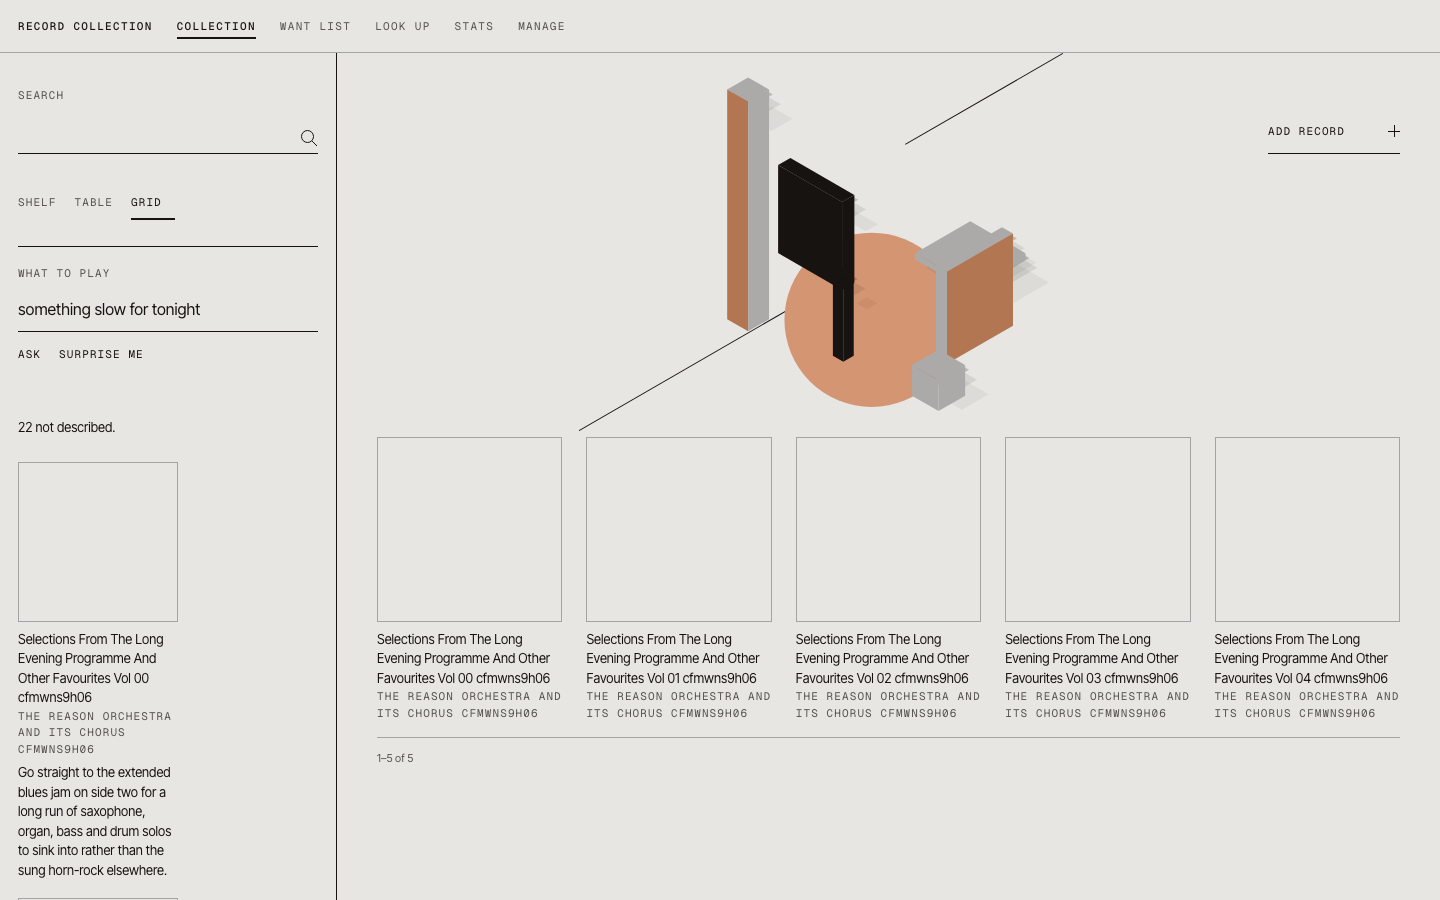 RECORD COLLECTION COLLECTION WANT LIST LOOK UP STATS MANAGE
SEARCH
SHELF TABLE GRID
WHAT TO PLAY
something slow for tonight
ASK SURPRISE ME
22 not described.
Selections From The Long
Evening Programme And
Other Favourites Vol 00
cfmwns9h06
THE REASON ORCHESTRA
AND ITS CHORUS
CFMWNS9H06
Go straight to the extended
blues jam on side two for a
long run of saxophone,
organ, bass and drum solos
to sink into rather than the
sung horn-rock elsewhere.
ADD RECORD
Selections From The Long
Evening Programme And Other
Favourites Vol 00 cfmwns9h06
THE REASON ORCHESTRA AND
ITS CHORUS CFMWNS9H06
Selections From The Long
Evening Programme And Other
Favourites Vol 01 cfmwns9h06
THE REASON ORCHESTRA AND
ITS CHORUS CFMWNS9H06
Selections From The Long
Evening Programme And Other
Favourites Vol 02 cfmwns9h06
THE REASON ORCHESTRA AND
ITS CHORUS CFMWNS9H06
Selections From The Long
Evening Programme And Other
Favourites Vol 03 cfmwns9h06
THE REASON ORCHESTRA AND
ITS CHORUS CFMWNS9H06
Selections From The Long
Evening Programme And Other
Favourites Vol 04 cfmwns9h06
THE REASON ORCHESTRA AND
ITS CHORUS CFMWNS9H06
1–5 of 5